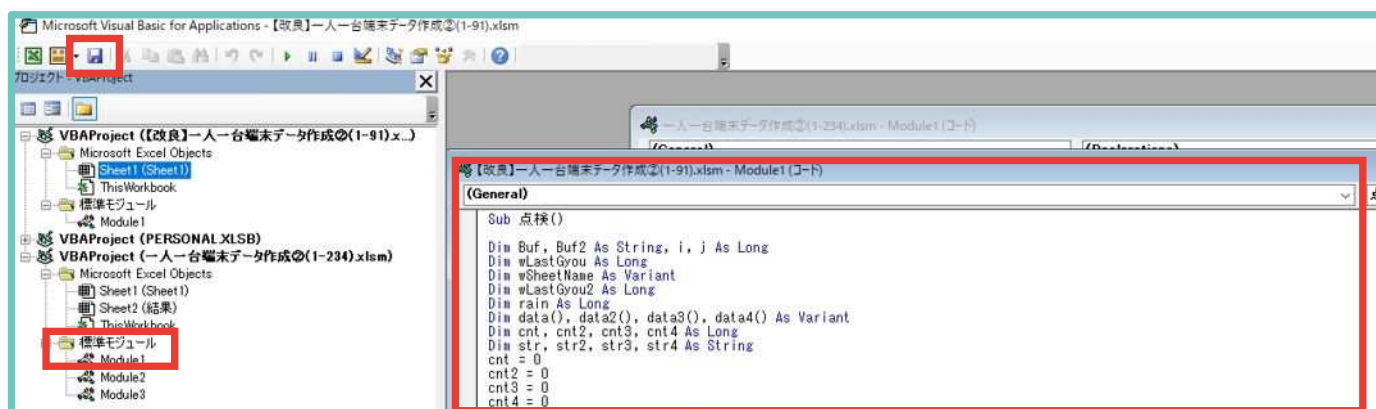 Microsoft Visual Basic for Applications - 【改良】一人一台端末データ作成②(1-91).xlsm
プロジェクト - VBAProject
VBAProject (【改良】一人一台端末データ作成②(1-91).x...)
Microsoft Excel Objects
Sheet1 (Sheet1)
ThisWorkbook
標準モジュール
Module1
VBAProject (PERSONAL.XLSB)
VBAProject (一人一台端末データ作成②(1-234).xlsm)
Microsoft Excel Objects
Sheet1 (Sheet1)
Sheet2 (結果)
ThisWorkbook
標準モジュール
Module1
Module2
Module3
一人一台端末データ作成②(1-234).xlsm - Module1 (コード)
(General)
(Declarations)
【改良】一人一台端末データ作成②(1-91).xlsm - Module1 (コード)
(General)
Sub 点検()
Dim Buf, Buf2 As String, i, j As Long
Dim wLastGyou As Long
Dim wSheetName As Variant
Dim wLastGyou2 As Long
Dim rain As Long
Dim data(), data2(), data3(), data4() As Variant
Dim cnt, cnt2, cnt3, cnt4 As Long
Dim str, str2, str3, str4 As String
cnt = 0
cnt2 = 0
cnt3 = 0
cnt4 = 0